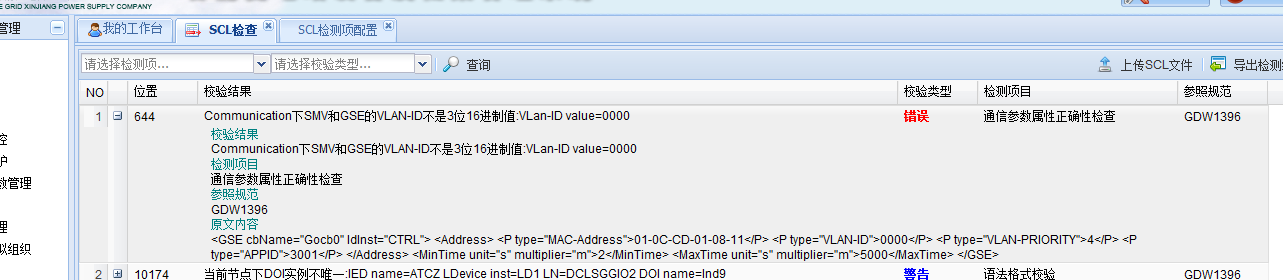 E GRID XINJIANG POWER SUPPLY COMPANY
管理
我的工作台 SCL检查 SCL检测项配置
请选择检测项... 请选择校验类型... 查询 上传SCL文件 导出检测
NO 位置 校验结果 校验类型 检测项目 参照规范
1 644 Communication下SMV和GSE的VLAN-ID不是3位16进制值:VLan-ID value=0000 错误 通信参数属性正确性检查 GDW1396
校验结果
Communication下SMV和GSE的VLAN-ID不是3位16进制值:VLan-ID value=0000
检测项目
通信参数属性正确性检查
参照规范
GDW1396
原文内容
<GSE cbName="Gocb0" ldInst="CTRL"> <Address> <P type="MAC-Address">01-0C-CD-01-08-11</P> <P type="VLAN-ID">0000</P> <P type="VLAN-PRIORITY">4</P> <P
type="APPID">3001</P> </Address> <MinTime unit="s" multiplier="m">2</MinTime> <MaxTime unit="s" multiplier="m">5000</MaxTime> </GSE>
数管理
理
以组织
2 10174 当前节点下DOI实例不唯一:IED name=ATCZ LDevice inst=LD1 LN=DCLSGGIO2 DOI name=Ind9 警告 语法格式校验 GDW1396